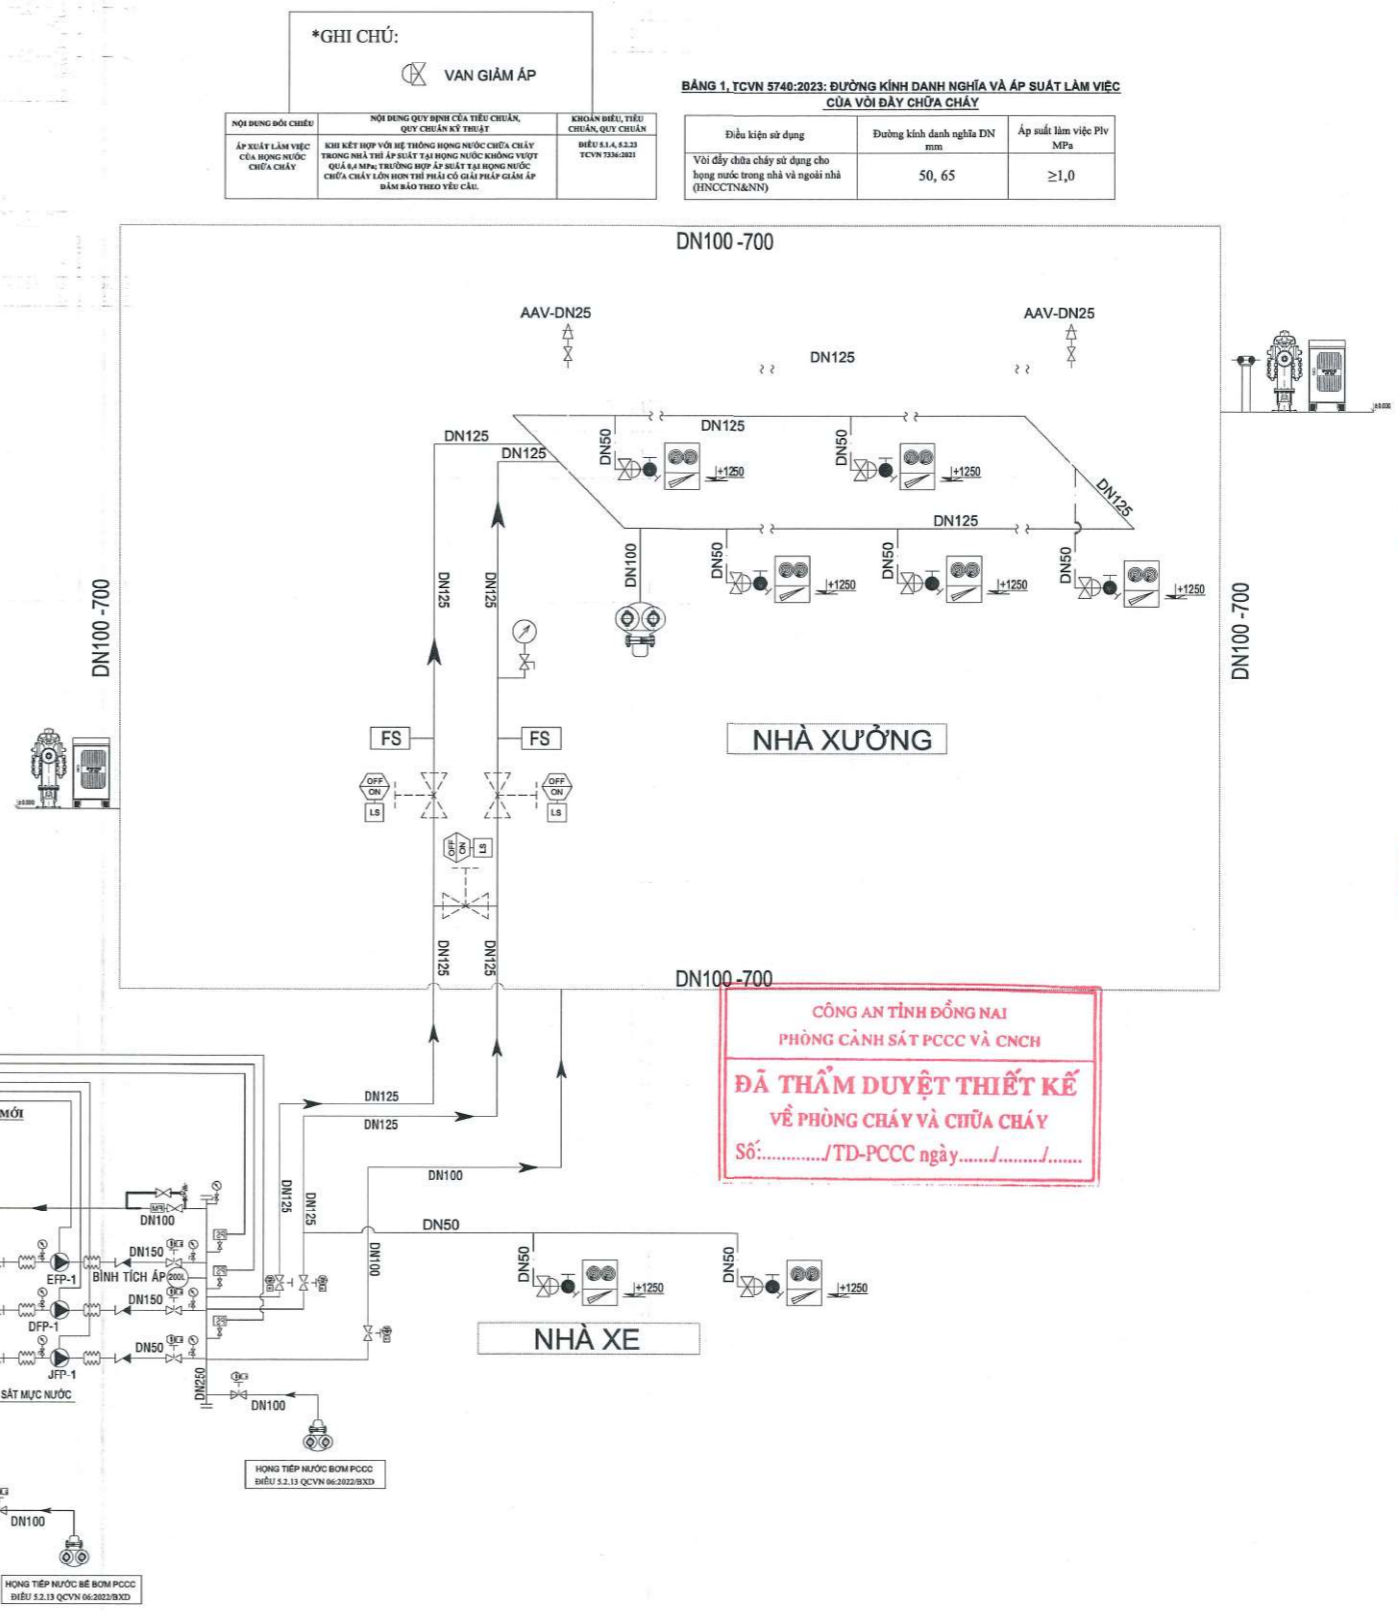 *GHI CHÚ:
VAN GIẢM ÁP
NỘI DUNG ĐỐI CHIẾU
NỘI DUNG QUY ĐỊNH CỦA TIÊU CHUẨN,
QUY CHUẨN KỸ THUẬT
KHOẢN ĐIỀU, TIÊU
CHUẨN, QUY CHUẨN
ÁP XUẤT LÀM VIỆC
CỦA HỌNG NƯỚC
CHỮA CHÁY
KHI KẾT HỢP VỚI HỆ THỐNG HỌNG NƯỚC CHỮA CHÁY
TRONG NHÀ THÌ ÁP SUẤT TẠI HỌNG NƯỚC KHÔNG VƯỢT
QUÁ 0,4 MPa; TRƯỜNG HỢP ÁP SUẤT TẠI HỌNG NƯỚC
CHỮA CHÁY LỚN HƠN THÌ PHẢI CÓ GIẢI PHÁP GIẢM ÁP
ĐẢM BẢO THEO YÊU CẦU.
ĐIỀU 5.1.4, 5.2.23
TCVN 7336:2021
BẢNG 1, TCVN 5740:2023: ĐƯỜNG KÍNH DANH NGHĨA VÀ ÁP SUẤT LÀM VIỆC
CỦA VÒI ĐẨY CHỮA CHÁY
Điều kiện sử dụng
Đường kính danh nghĩa DN
mm
Áp suất làm việc Plv
MPa
Vòi đẩy chữa cháy sử dụng cho
họng nước trong nhà và ngoài nhà
(HNCCTN&NN)
50, 65
≥1,0
DN100 -700
AAV-DN25
AAV-DN25
DN125
±0.000
DN125
DN125
DN125
DN50
+1250
DN50
+1250
DN125
DN125
DN100
DN50
+1250
DN50
+1250
DN50
+1250
DN125
DN125
DN100 -700
DN100 -700
FS
FS
NHÀ XƯỞNG
OFF
ON
LS
OFF
ON
LS
±0.000
OFF
ON
LS
DN125
DN125
DN100 -700
CÔNG AN TỈNH ĐỒNG NAI
PHÒNG CẢNH SÁT PCCC VÀ CNCH
ĐÃ THẨM DUYỆT THIẾT KẾ
VỀ PHÒNG CHÁY VÀ CHỮA CHÁY
Số:............/TD-PCCC ngày....../........./.......
MỚI
DN125
DN125
DN100
DN125
DN125
DN100
DN100
DN50
DN150
EFP-1
BÌNH TÍCH ÁP
200L
DN150
DFP-1
DN50
JFP-1
DN250
DN50
+1250
DN50
+1250
NHÀ XE
SÁT MỰC NƯỚC
DN100
HỌNG TIẾP NƯỚC BƠM PCCC
ĐIỀU 5.2.13 QCVN 06:2022/BXD
DN100
HỌNG TIẾP NƯỚC BỂ BƠM PCCC
ĐIỀU 5.2.13 QCVN 06:2022/BXD